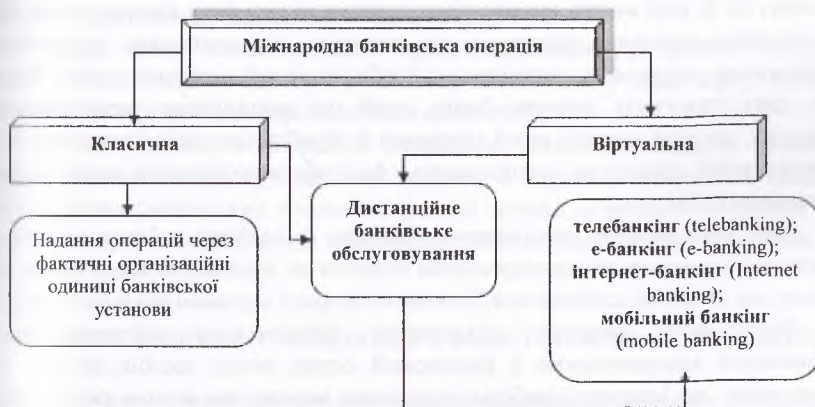 Міжнародна банківська операція
Класична
Віртуальна
Надання операцій через
фактичні організаційні
одиниці банківської
установи
Дистанційне
банківське
обслуговування
телебанкінг (telebanking);
е-банкінг (e-banking);
інтернет-банкінг (Internet
banking);
мобільний банкінг
(mobile banking)